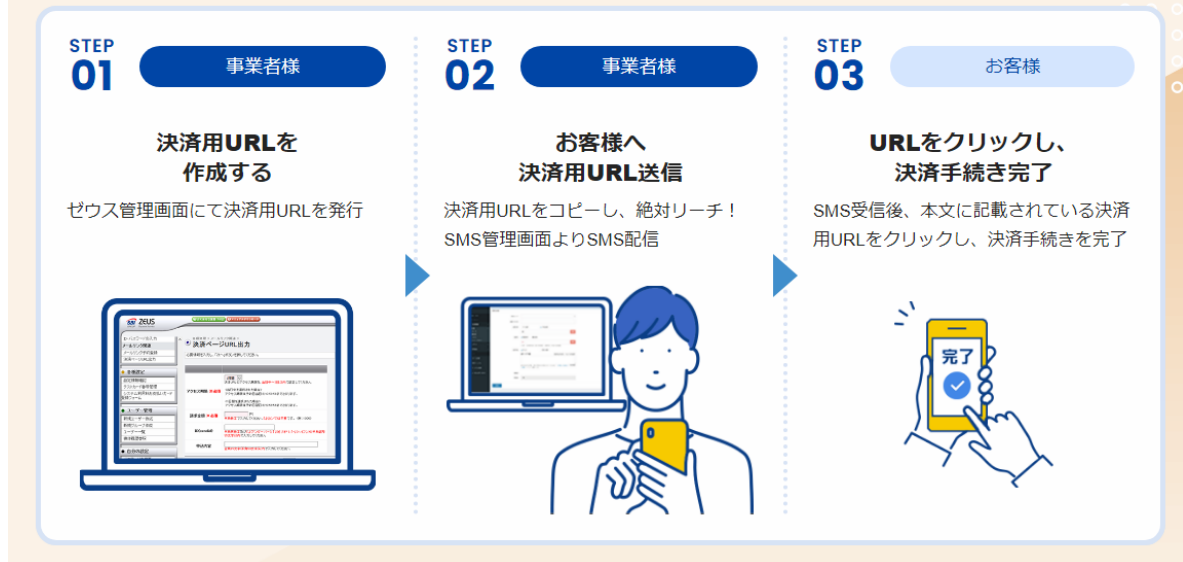 STEP
01
事業者様
決済用URLを
作成する
ゼウス管理画面にて決済用URLを発行
ZEUS
決済ページURL出力
STEP
02
事業者様
お客様へ
決済用URL送信
決済用URLをコピーし、絶対リーチ！
SMS管理画面よりSMS配信
STEP
03
お客様
URLをクリックし、
決済手続き完了
SMS受信後、本文に記載されている決済
用URLをクリックし、決済手続きを完了
完了